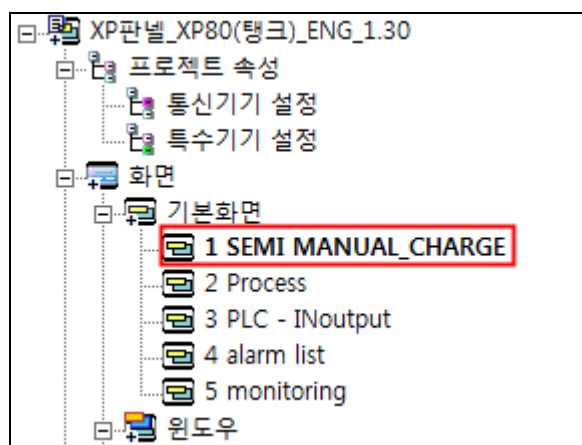 XP판넬_XP80(탱크)_ENG_1.30
프로젝트 속성
통신기기 설정
특수기기 설정
화면
기본화면
1 SEMI MANUAL_CHARGE
2 Process
3 PLC - INoutput
4 alarm list
5 monitoring
윈도우